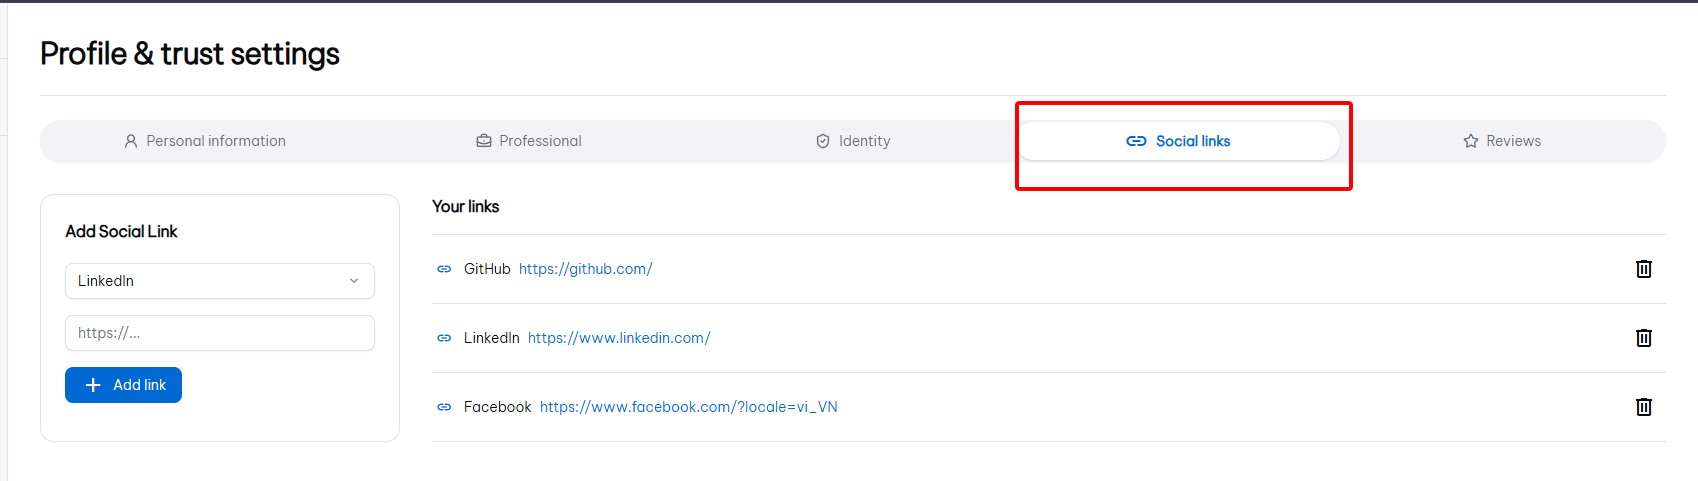 Profile & trust settings
Personal information
Professional
Identity
Social links
Reviews
Add Social Link
LinkedIn
https://...
Add link
Your links
GitHub https://github.com/
LinkedIn https://www.linkedin.com/
Facebook https://www.facebook.com/?locale=vi_VN